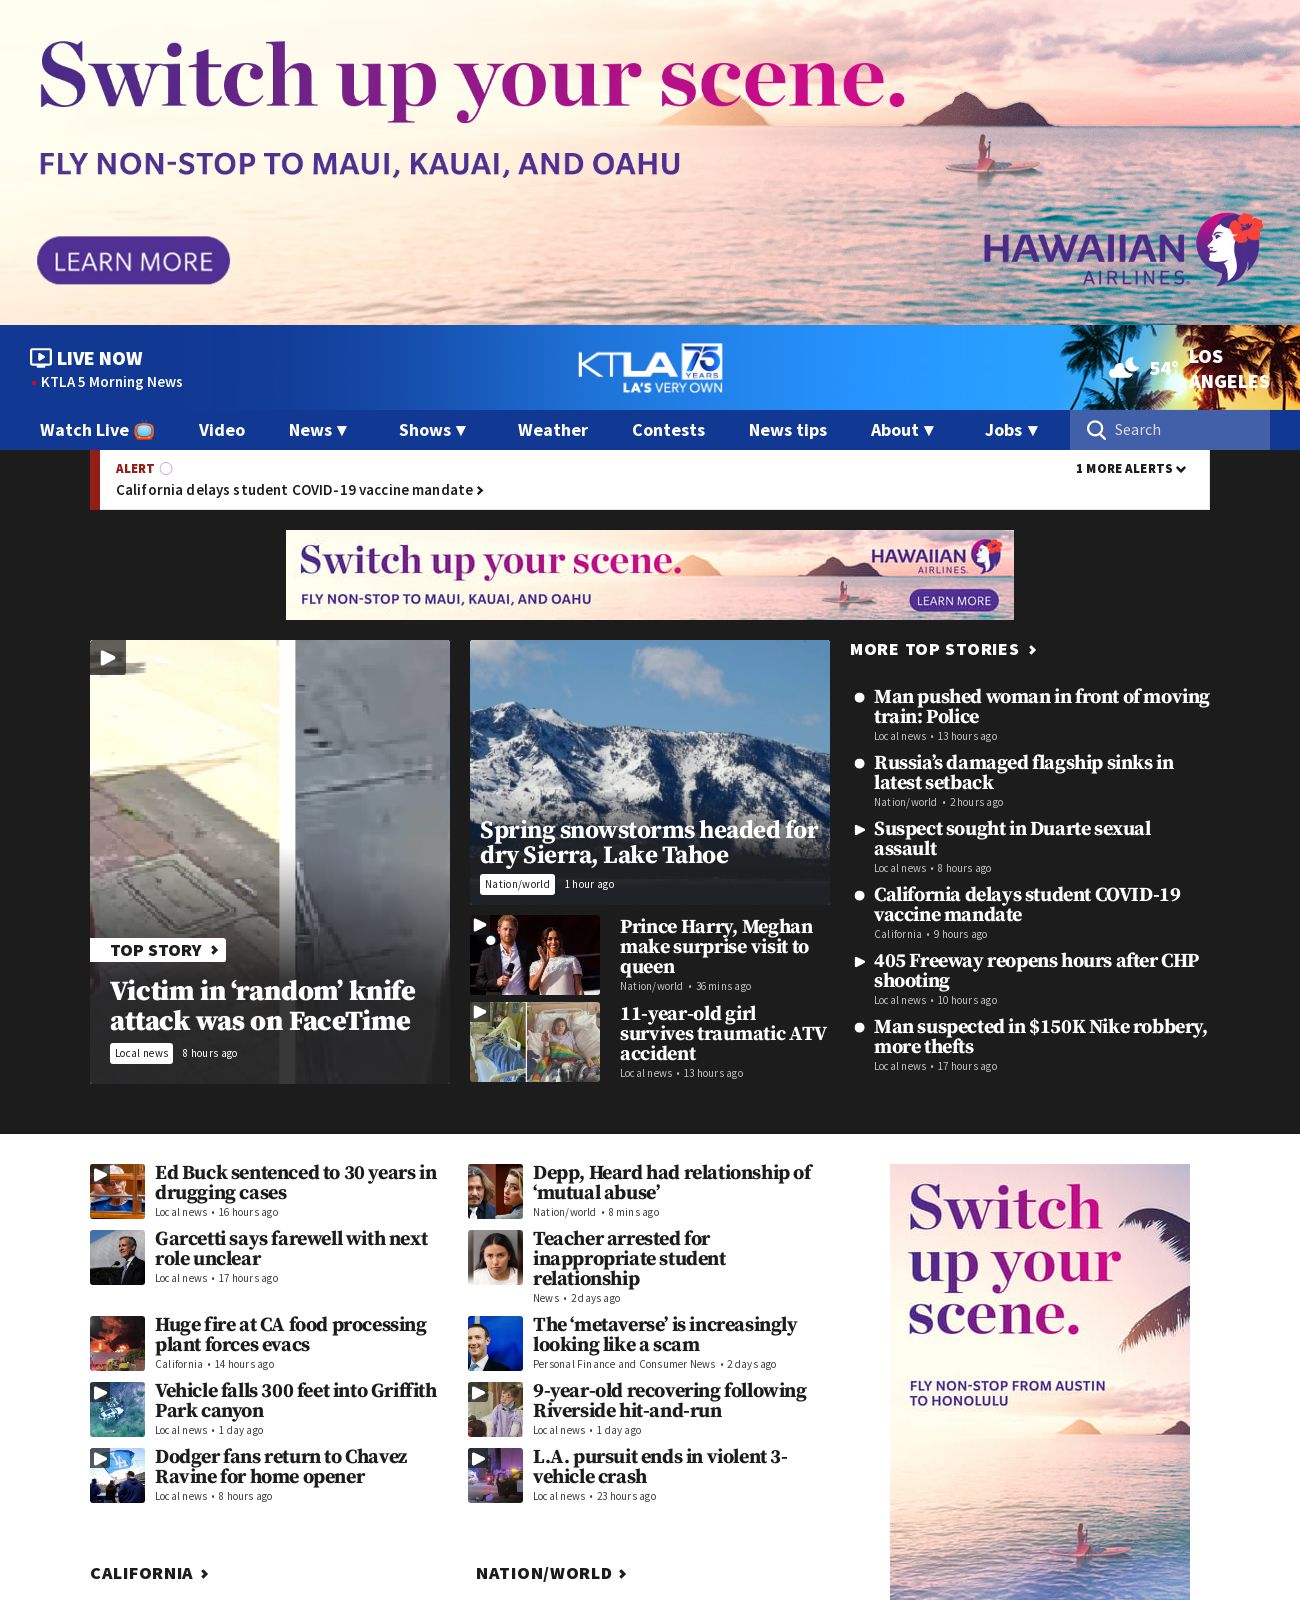 Switch up your scene.
FLY NON-STOP TO MAUI, KAUAI, AND OAHU
LEARN MORE
HAWAIIAN
AIRLINES.
LIVE NOW
KTLA 5 Morning News
KTLA 75
YEARS
LA'S VERY OWN
54° LOS
ANGELES
Watch Live Video News ▼ Shows ▼ Weather Contests News tips About ▼ Jobs ▼ Search
ALERT
1 MORE ALERTS
California delays student COVID-19 vaccine mandate
Switch up your scene.
FLY NON-STOP TO MAUI, KAUAI, AND OAHU
HAWAIIAN
AIRLINES.
LEARN MORE
TOP STORY
Victim in ‘random’ knife
attack was on FaceTime
Local news 8 hours ago
Spring snowstorms headed for
dry Sierra, Lake Tahoe
Nation/world 1 hour ago
Prince Harry, Meghan
make surprise visit to
queen
Nation/world • 36 mins ago
11-year-old girl
survives traumatic ATV
accident
Local news • 13 hours ago
MORE TOP STORIES
Man pushed woman in front of moving
train: Police
Local news • 13 hours ago
Russia’s damaged flagship sinks in
latest setback
Nation/world • 2 hours ago
Suspect sought in Duarte sexual
assault
Local news • 8 hours ago
California delays student COVID-19
vaccine mandate
California • 9 hours ago
405 Freeway reopens hours after CHP
shooting
Local news • 10 hours ago
Man suspected in $150K Nike robbery,
more thefts
Local news • 17 hours ago
Ed Buck sentenced to 30 years in
drugging cases
Local news • 16 hours ago
Garcetti says farewell with next
role unclear
Local news • 17 hours ago
Huge fire at CA food processing
plant forces evacs
California • 14 hours ago
Vehicle falls 300 feet into Griffith
Park canyon
Local news • 1 day ago
Dodger fans return to Chavez
Ravine for home opener
Local news • 8 hours ago
Depp, Heard had relationship of
‘mutual abuse’
Nation/world • 8 mins ago
Teacher arrested for
inappropriate student
relationship
News • 2 days ago
The ‘metaverse’ is increasingly
looking like a scam
Personal Finance and Consumer News • 2 days ago
9-year-old recovering following
Riverside hit-and-run
Local news • 1 day ago
L.A. pursuit ends in violent 3-
vehicle crash
Local news • 23 hours ago
Switch
up your
scene.
FLY NON-STOP FROM AUSTIN
TO HONOLULU
CALIFORNIA
NATION/WORLD